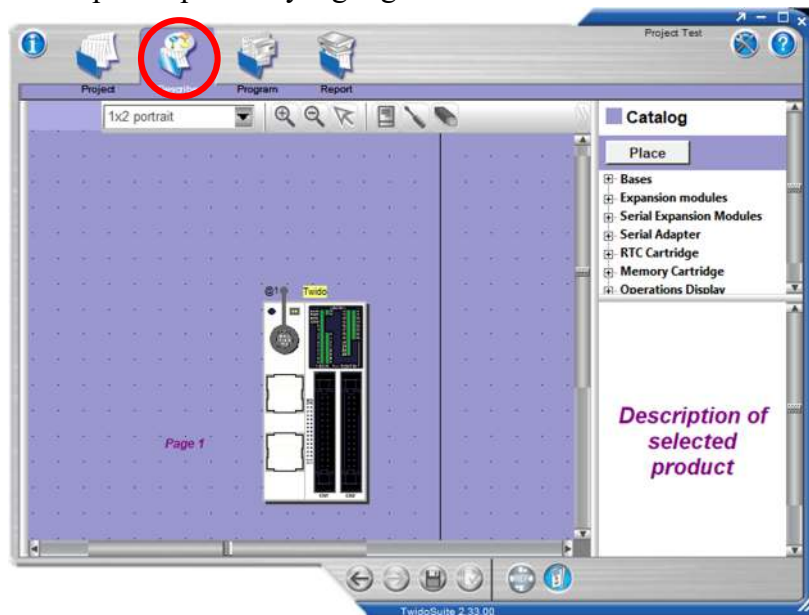 Project Test
Project
Describe
Program
Report
1x2 portrait
Catalog
Place
Bases
Expansion modules
Serial Expansion Modules
Serial Adapter
RTC Cartridge
Memory Cartridge
Operations Display
Twido
Page 1
Description of
selected
product
TwidoSuite 2.33.00